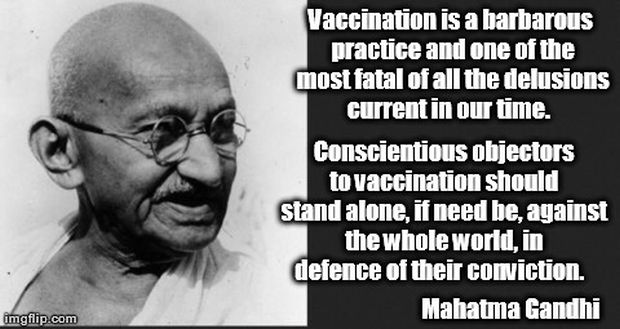 Vaccination is a barbarous
practice and one of the
most fatal of all the delusions
current in our time.
Conscientious objectors
to vaccination should
stand alone, if need be, against
the whole world, in
defence of their conviction.
Mahatma Gandhi
imgflip.com